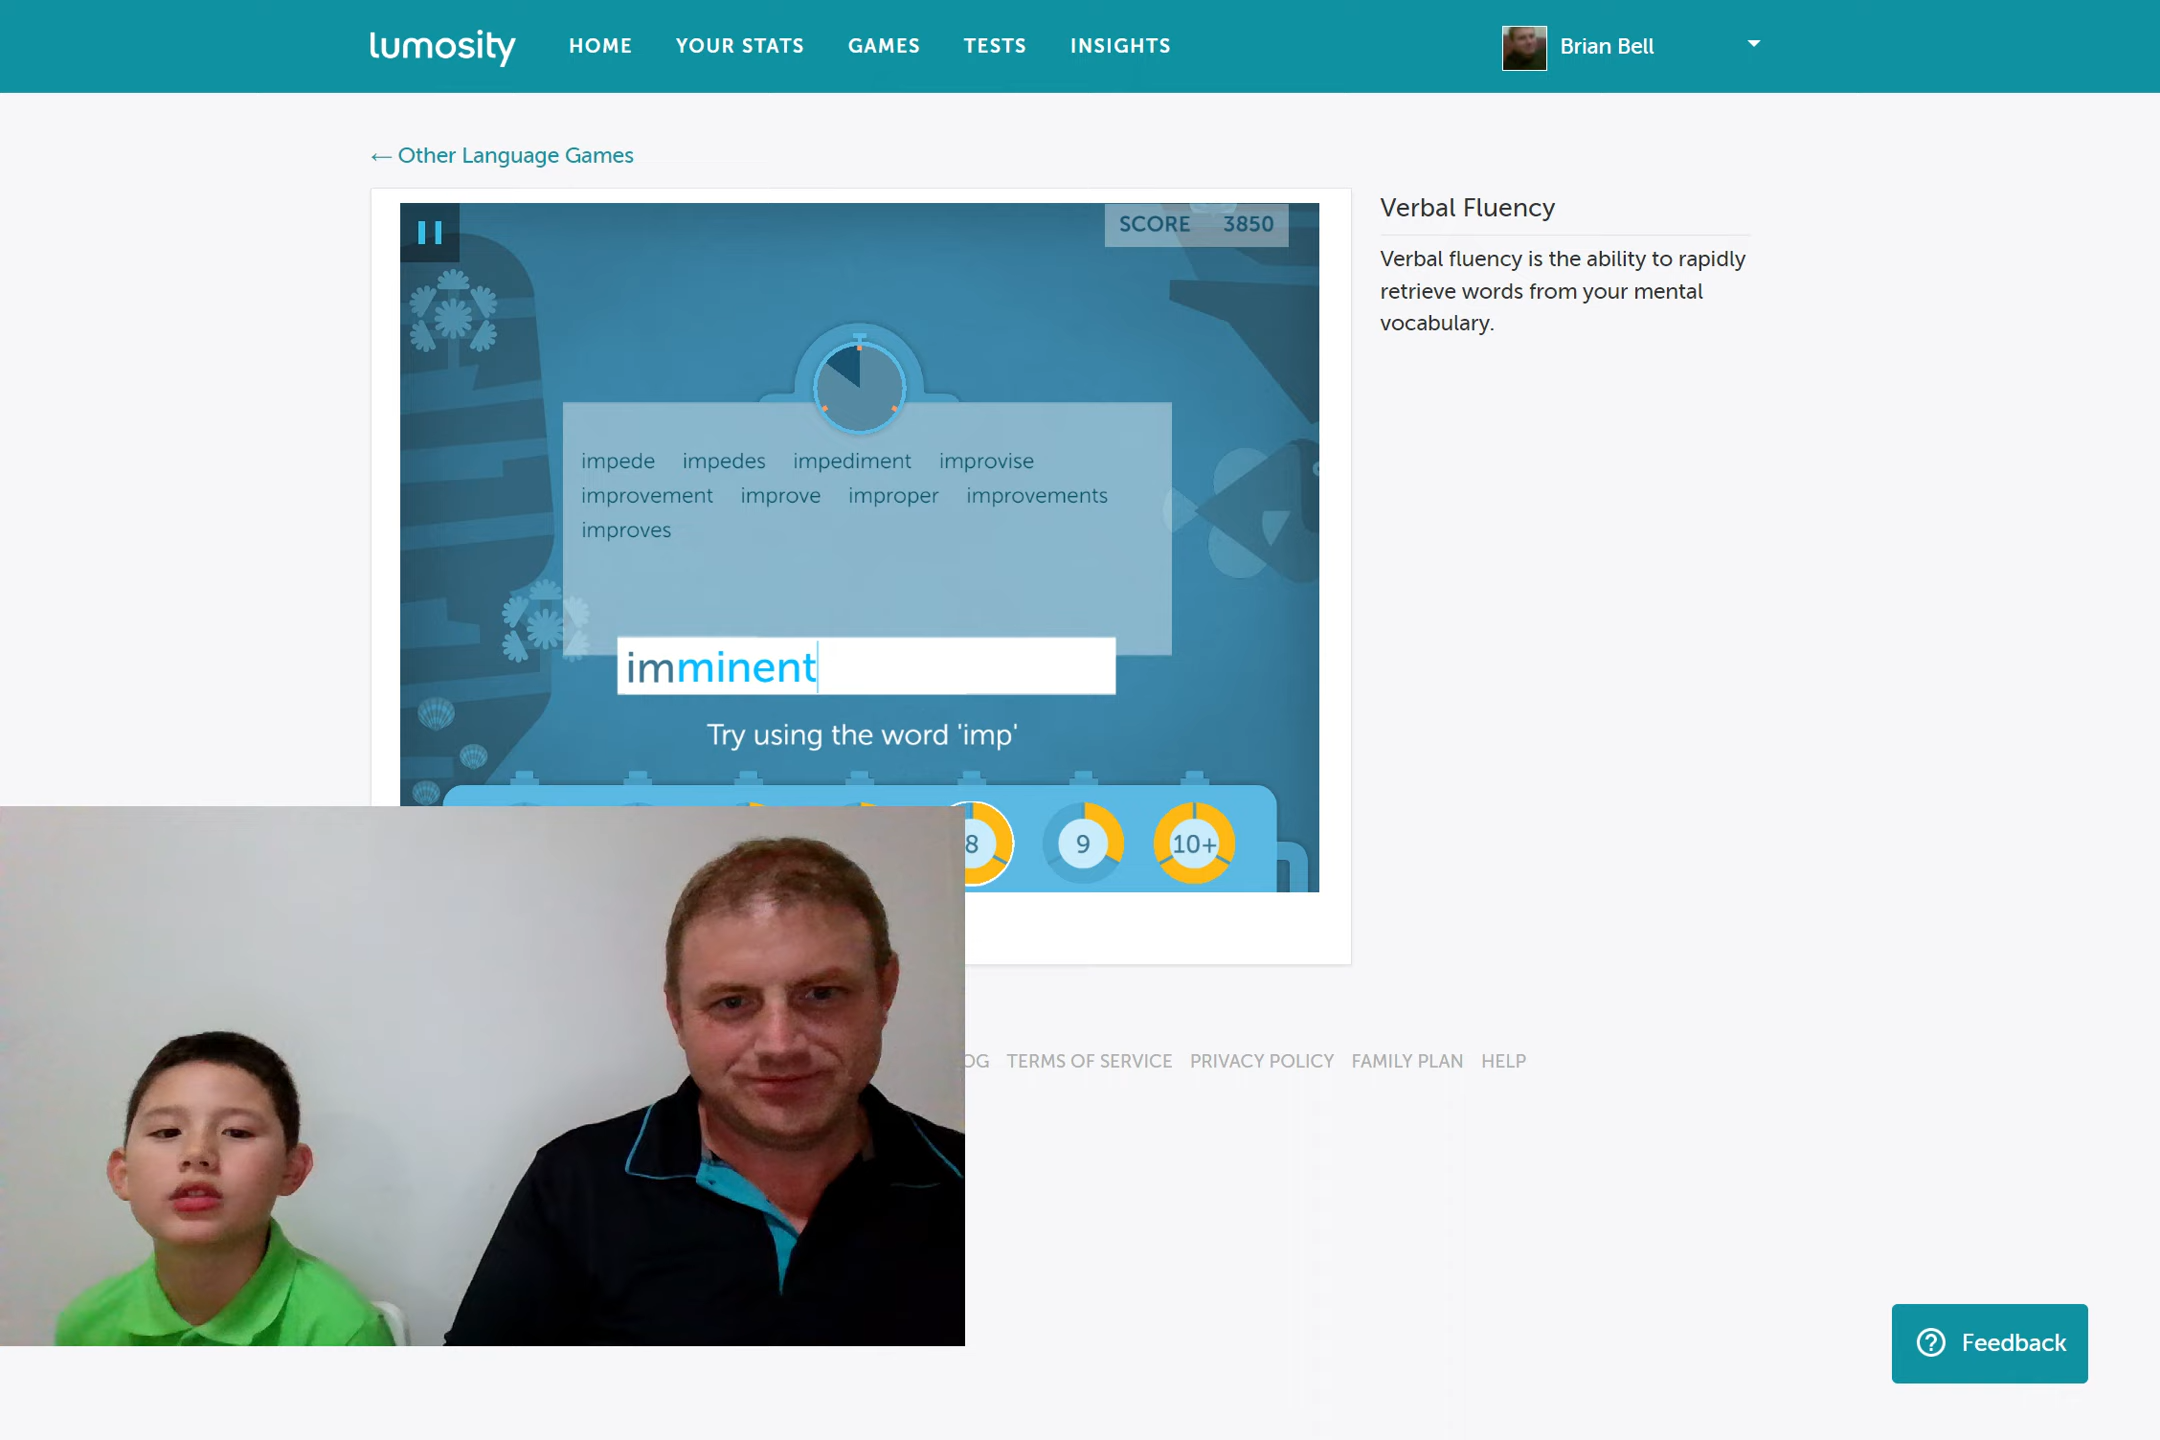 lumosity HOME YOUR STATS GAMES TESTS INSIGHTS Brian Bell
← Other Language Games
SCORE 3850
impede impedes impediment improvise
improvement improve improper improvements
improves
imminent
Try using the word 'imp'
8 9 10+
Verbal Fluency
Verbal fluency is the ability to rapidly
retrieve words from your mental
vocabulary.
TERMS OF SERVICE PRIVACY POLICY FAMILY PLAN HELP
Feedback